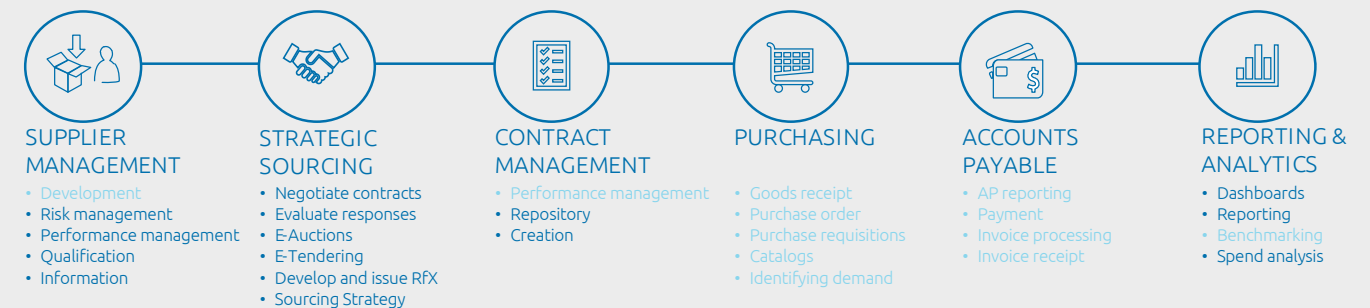 SUPPLIER
MANAGEMENT
• Development
• Risk management
• Performance management
• Qualification
• Information
STRATEGIC
SOURCING
• Negotiate contracts
• Evaluate responses
• E-Auctions
• E-Tendering
• Develop and issue RfX
• Sourcing Strategy
CONTRACT
MANAGEMENT
• Performance management
• Repository
• Creation
PURCHASING
• Goods receipt
• Purchase order
• Purchase requisitions
• Catalogs
• Identifying demand
$
ACCOUNTS
PAYABLE
• AP reporting
• Payment
• Invoice processing
• Invoice receipt
REPORTING &
ANALYTICS
• Dashboards
• Reporting
• Benchmarking
• Spend analysis